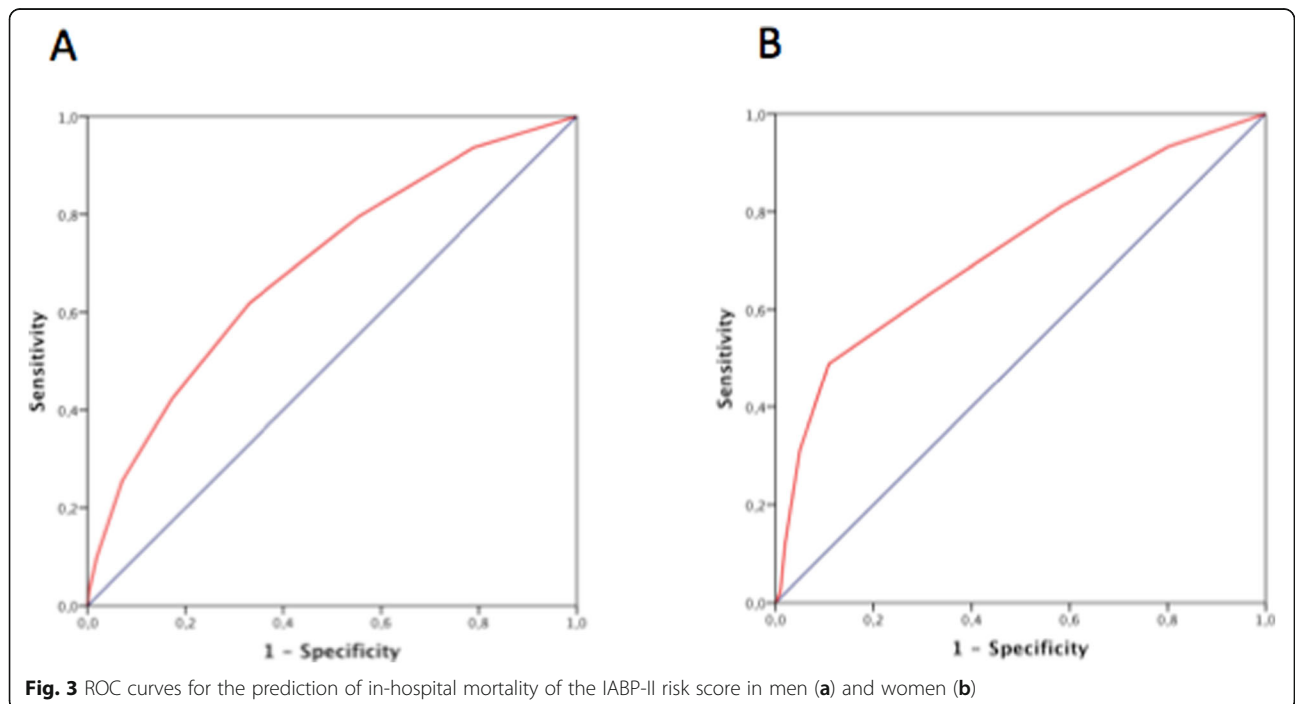 A
B
1,0
0,8
0,6
0,4
0,2
0,0
0,0 0,2 0,4 0,6 0,8 1,0
Sensitivity
1 - Specificity
1,0
0,8
0,6
0,4
0,2
0,0
0,0 0,2 0,4 0,6 0,8 1,0
Sensitivity
1 - Specificity
Fig. 3 ROC curves for the prediction of in-hospital mortality of the IABP-II risk score in men (a) and women (b)